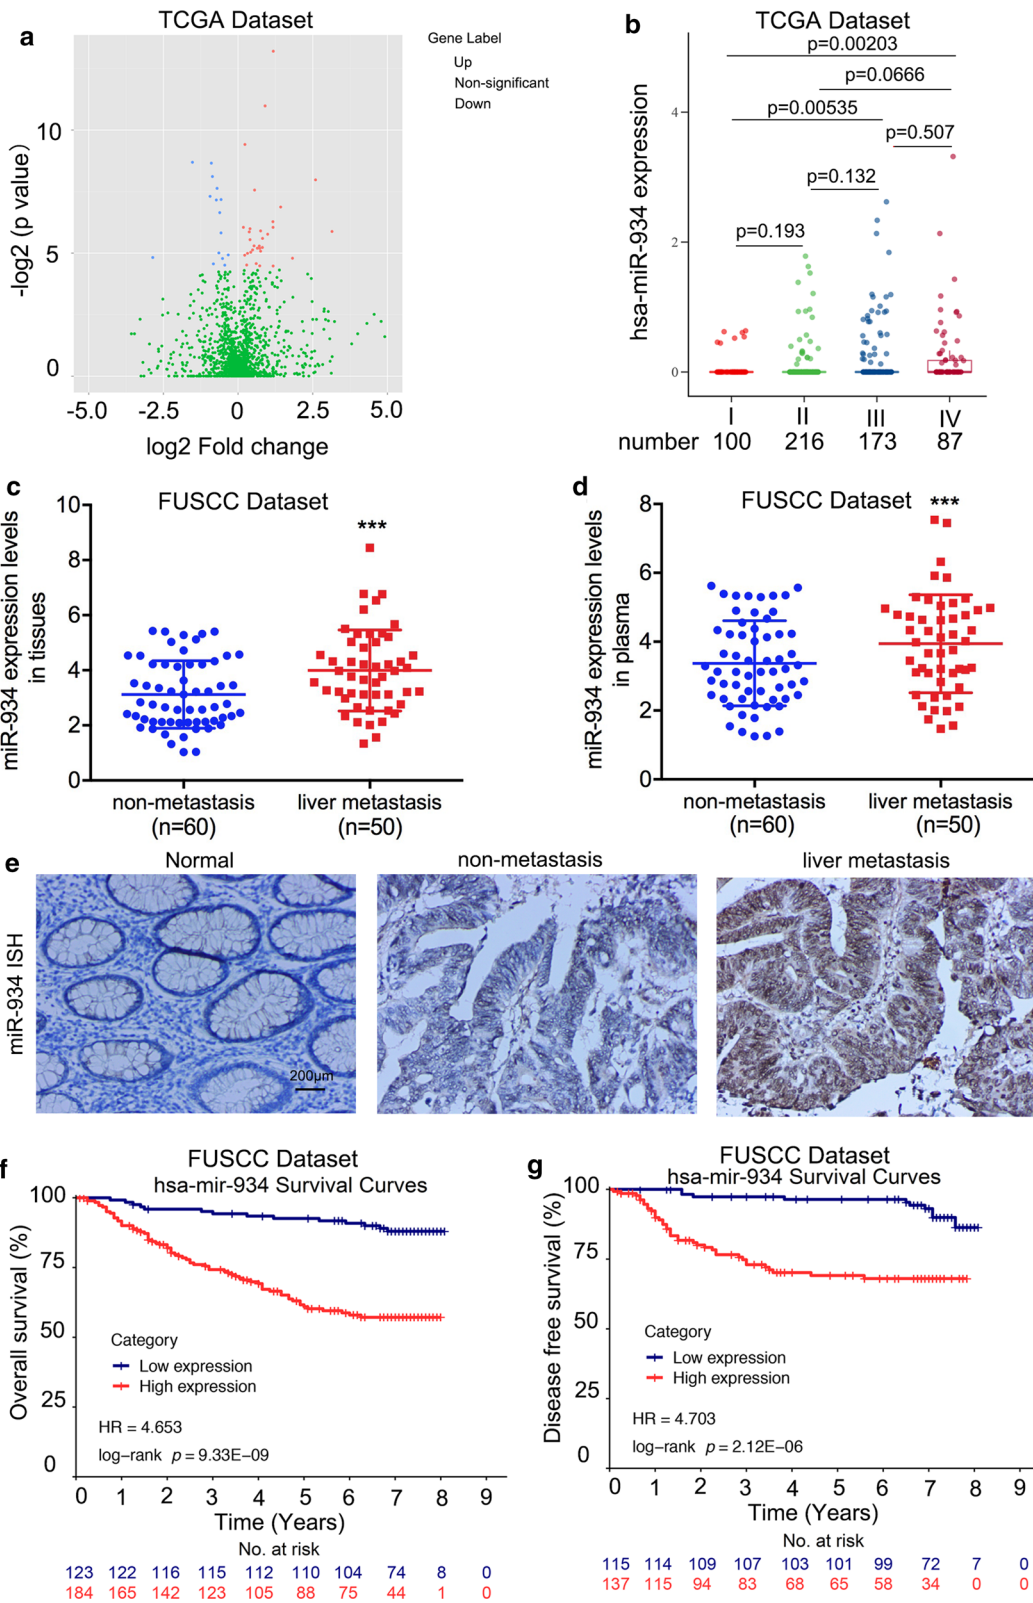 a
TCGA Dataset
Gene Label
Up
Non-significant
Down
-log2 (p value)
10
5
0
-5.0 -2.5 0 2.5 5.0
log2 Fold change
b
TCGA Dataset
p=0.00203
p=0.0666
p=0.00535
p=0.507
p=0.132
p=0.193
hsa-miR-934 expression
4
2
0
I II III IV
number 100 216 173 87
c
FUSCC Dataset
***
miR-934 expression levels
in tissues
10
8
6
4
2
0
non-metastasis liver metastasis
(n=60) (n=50)
d
FUSCC Dataset
***
miR-934 expression levels
in plasma
8
6
4
2
0
non-metastasis liver metastasis
(n=60) (n=50)
e
Normal non-metastasis liver metastasis
miR-934 ISH
200μm
f
FUSCC Dataset
hsa-mir-934 Survival Curves
Overall survival (%)
100
75
50
25
0
Category
Low expression
High expression
HR = 4.653
log-rank p = 9.33E-09
0 1 2 3 4 5 6 7 8 9
Time (Years)
No. at risk
123 122 116 115 112 110 104 74 8 0
184 165 142 123 105 88 75 44 1 0
g
FUSCC Dataset
hsa-mir-934 Survival Curves
Disease free survival (%)
100
75
50
25
0
Category
Low expression
High expression
HR = 4.703
log-rank p = 2.12E-06
0 1 2 3 4 5 6 7 8 9
Time (Years)
No. at risk
115 114 109 107 103 101 99 72 7 0
137 115 94 83 68 65 58 34 0 0